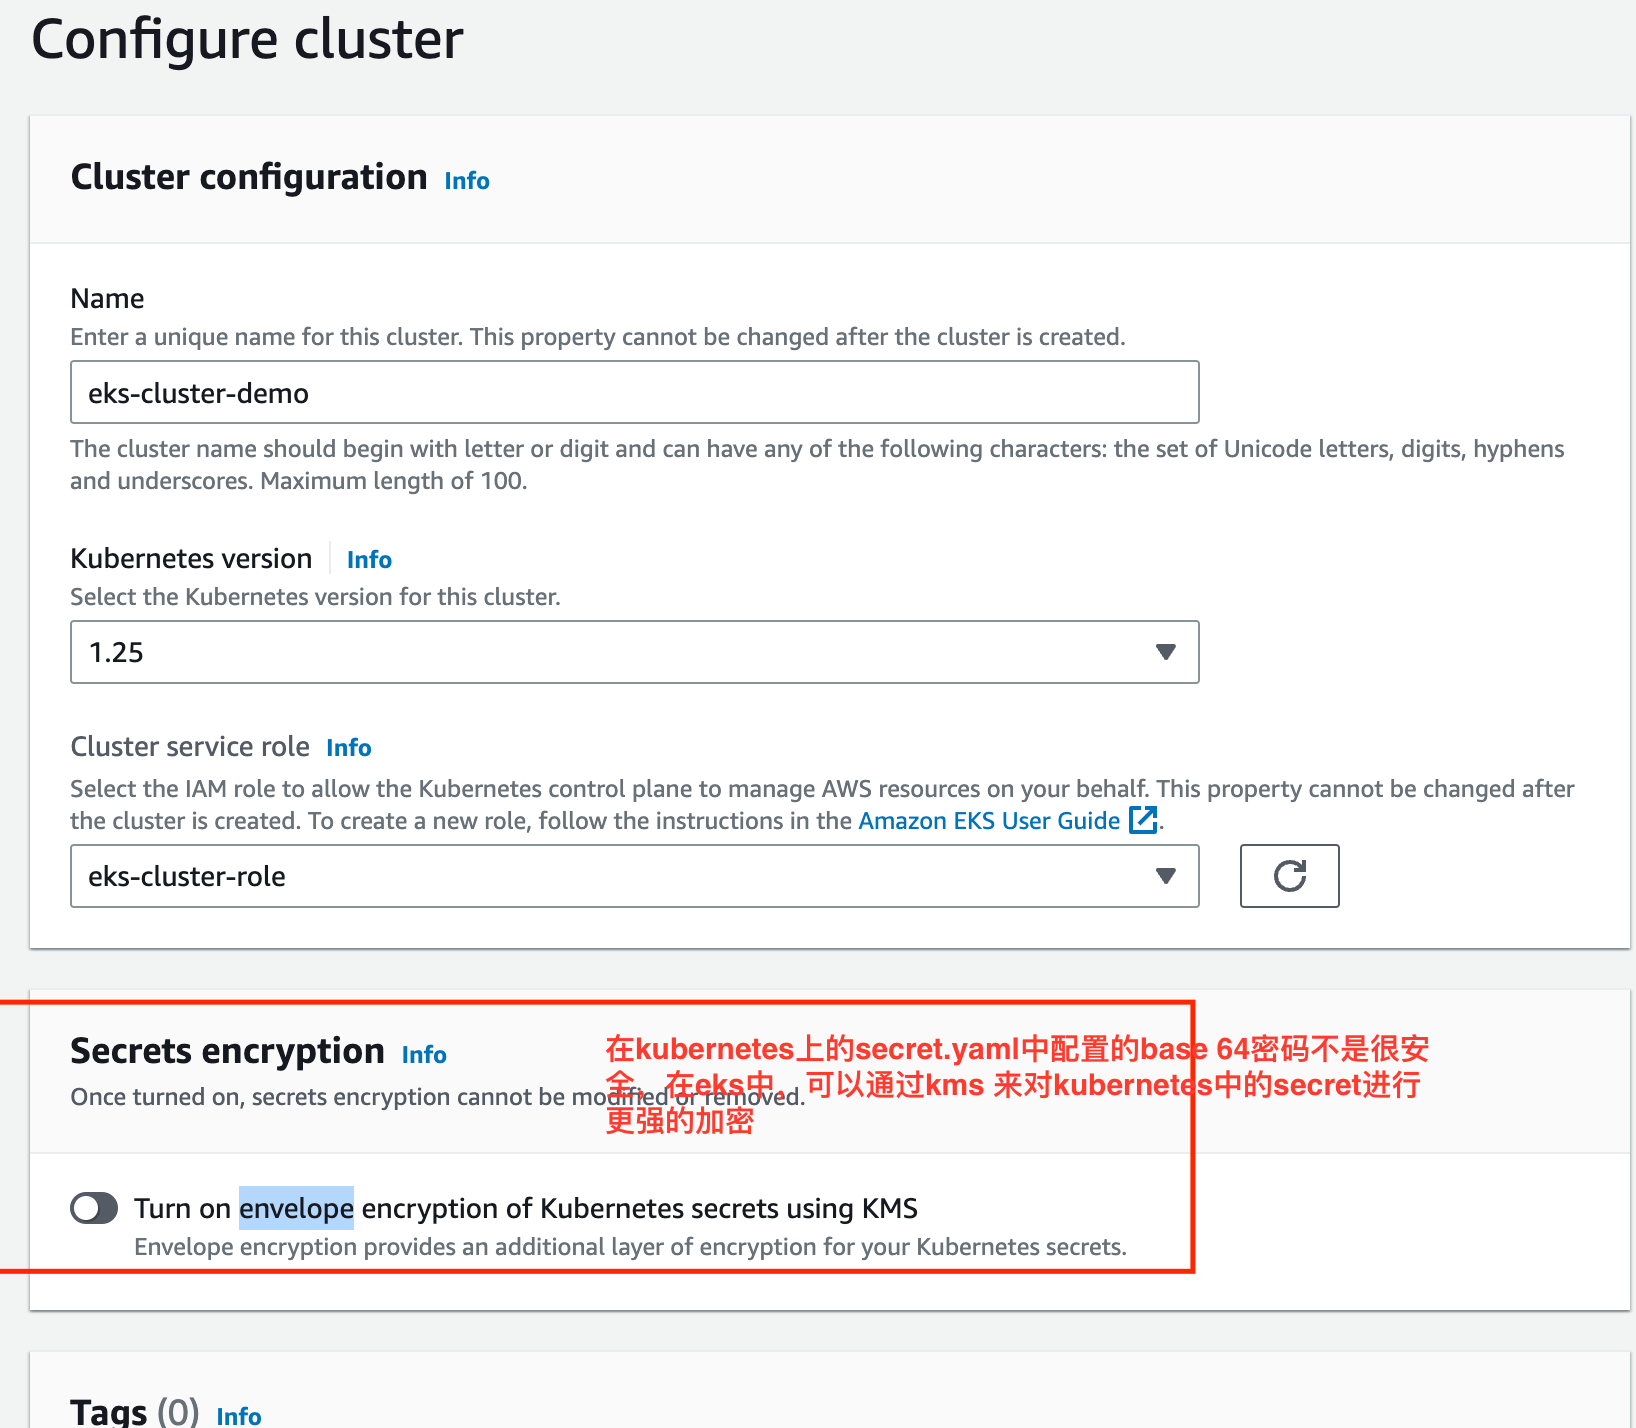 Configure cluster
Cluster configuration Info
Name
Enter a unique name for this cluster. This property cannot be changed after the cluster is created.
eks-cluster-demo
The cluster name should begin with letter or digit and can have any of the following characters: the set of Unicode letters, digits, hyphens
and underscores. Maximum length of 100.
Kubernetes version Info
Select the Kubernetes version for this cluster.
1.25
Cluster service role Info
Select the IAM role to allow the Kubernetes control plane to manage AWS resources on your behalf. This property cannot be changed after
the cluster is created. To create a new role, follow the instructions in the Amazon EKS User Guide.
eks-cluster-role
Secrets encryption Info
Once turned on, secrets encryption cannot be modified or removed.
在kubernetes上的secret.yaml中配置的base 64密码不是很安
全，在eks中，可以通过kms 来对kubernetes中的secret进行
更强的加密
Turn on envelope encryption of Kubernetes secrets using KMS
Envelope encryption provides an additional layer of encryption for your Kubernetes secrets.
Tags (0) Info